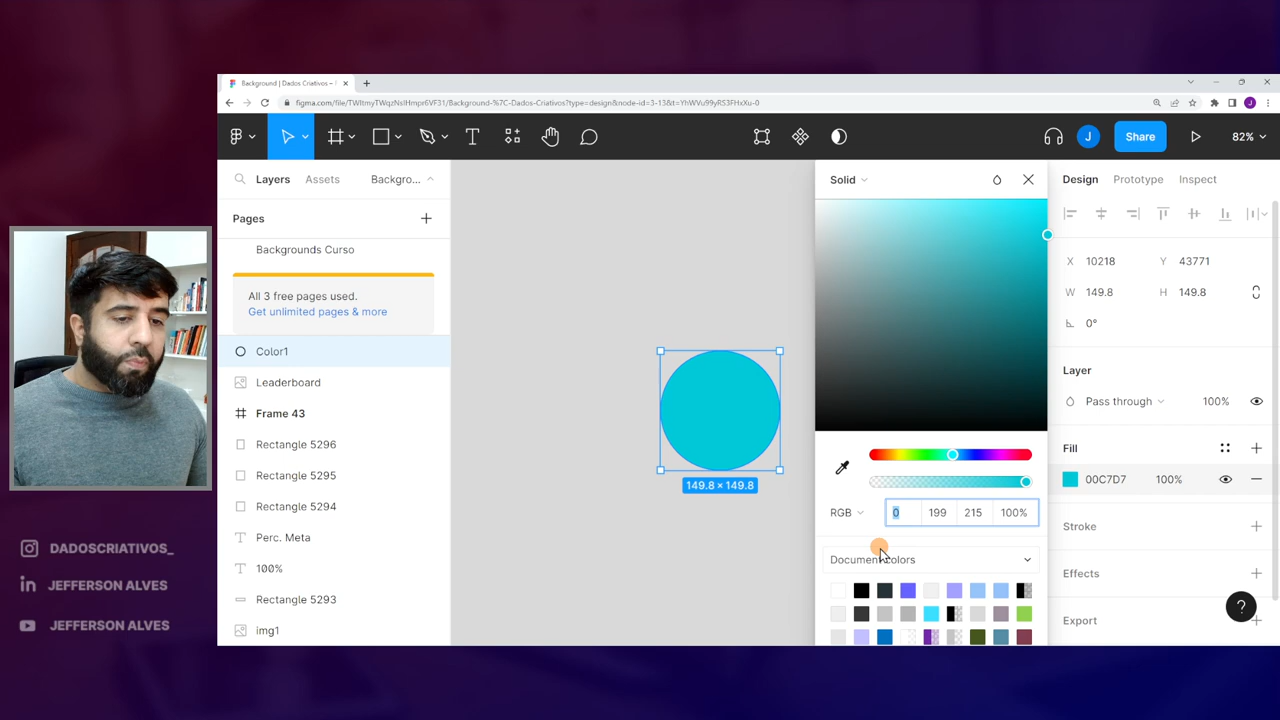 Background | Dados Criativos –
figma.com/file/TWItmyTWqzNsIHmpr6VF31/Background-%7C-Dados-Criativos?type=design&node-id=3-13&t=YhWVu99yRS3FHxXu-0
J
J
Share
82%
Layers
Assets
Backgro...
Pages
Backgrounds Curso
All 3 free pages used.
Get unlimited pages & more
Color1
Leaderboard
Frame 43
Rectangle 5296
Rectangle 5295
Rectangle 5294
Perc. Meta
100%
Rectangle 5293
img1
149.8 × 149.8
Solid
RGB
0
199
215
100%
Document colors
Design
Prototype
Inspect
X 10218
Y 43771
W 149.8
H 149.8
0°
Layer
Pass through
100%
Fill
00C7D7
100%
Stroke
Effects
Export
?
DADOSCRIATIVOS_
in JEFFERSON ALVES
JEFFERSON ALVES